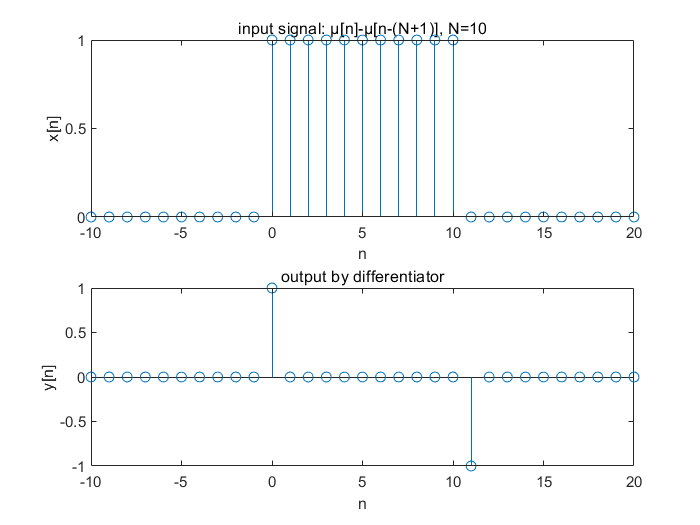 input signal: μ[n]-μ[n-(N+1)], N=10
1
0.5
0
x[n]
-10 -5 0 5 10 15 20
n
output by differentiator
1
0.5
0
-0.5
-1
y[n]
-10 -5 0 5 10 15 20
n